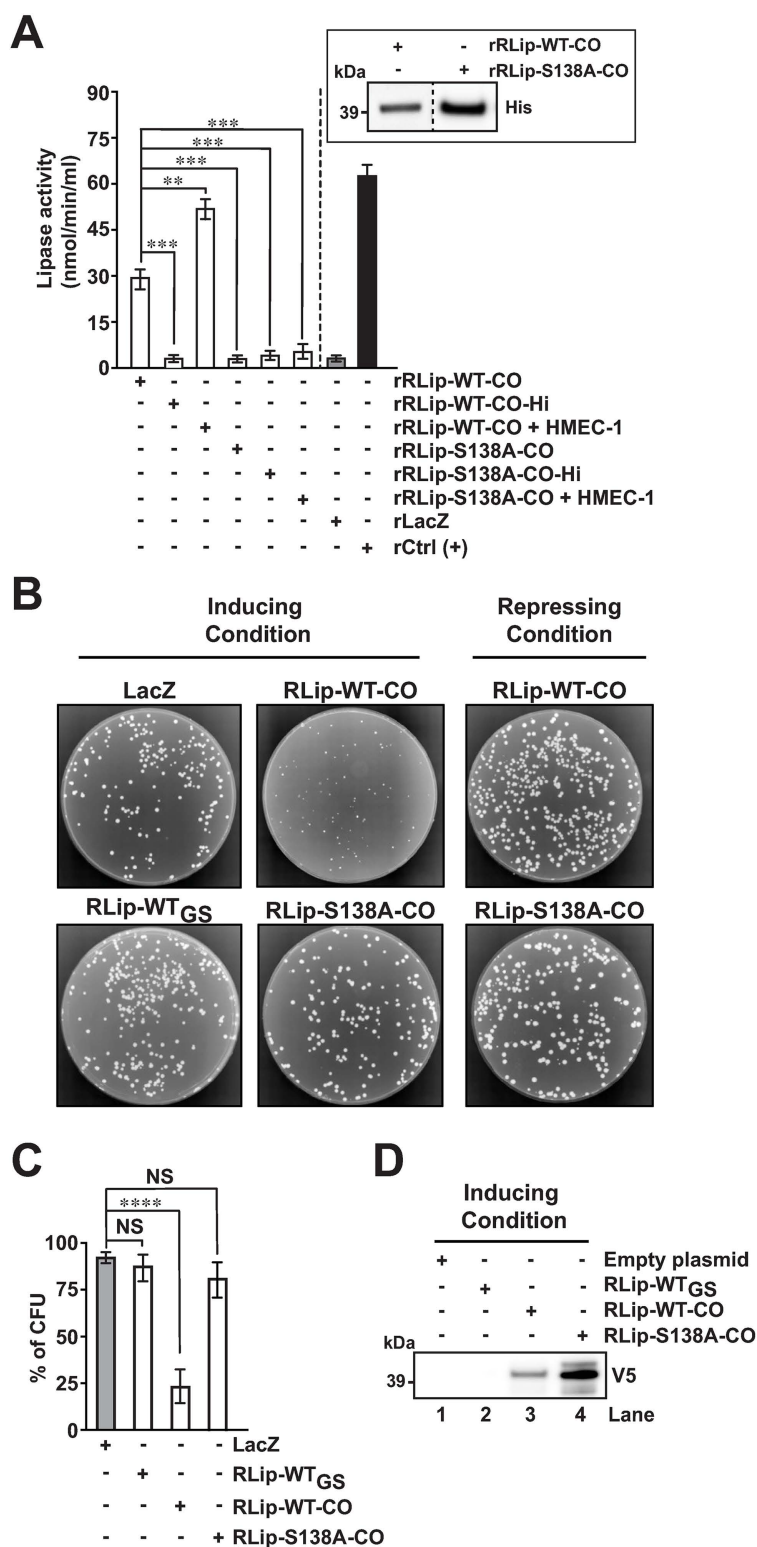 A
+ - rRLip-WT-CO
kDa - + rRLip-S138A-CO
39 His
Lipase activity
(nmol/min/ml)
90
75
60
45
30
15
0
***
***
***
**
***
+ - - - - - - - rRLip-WT-CO
- + - - - - - - rRLip-WT-CO-Hi
- - + - - - - - rRLip-WT-CO + HMEC-1
- - - + - - - - rRLip-S138A-CO
- - - - + - - - rRLip-S138A-CO-Hi
- - - - - + - - rRLip-S138A-CO + HMEC-1
- - - - - - + - rLacZ
- - - - - - - + rCtrl (+)
B
Inducing
Condition
Repressing
Condition
LacZ RLip-WT-CO RLip-WT-CO
RLip-WTGS RLip-S138A-CO RLip-S138A-CO
C
NS
****
NS
% of CFU
100
75
50
25
0
+ - - - LacZ
- + - - RLip-WTGS
- - + - RLip-WT-CO
- - - + RLip-S138A-CO
D
Inducing
Condition
+ - - - Empty plasmid
- + - - RLip-WTGS
- - + - RLip-WT-CO
- - - + RLip-S138A-CO
kDa
39 V5
1 2 3 4 Lane